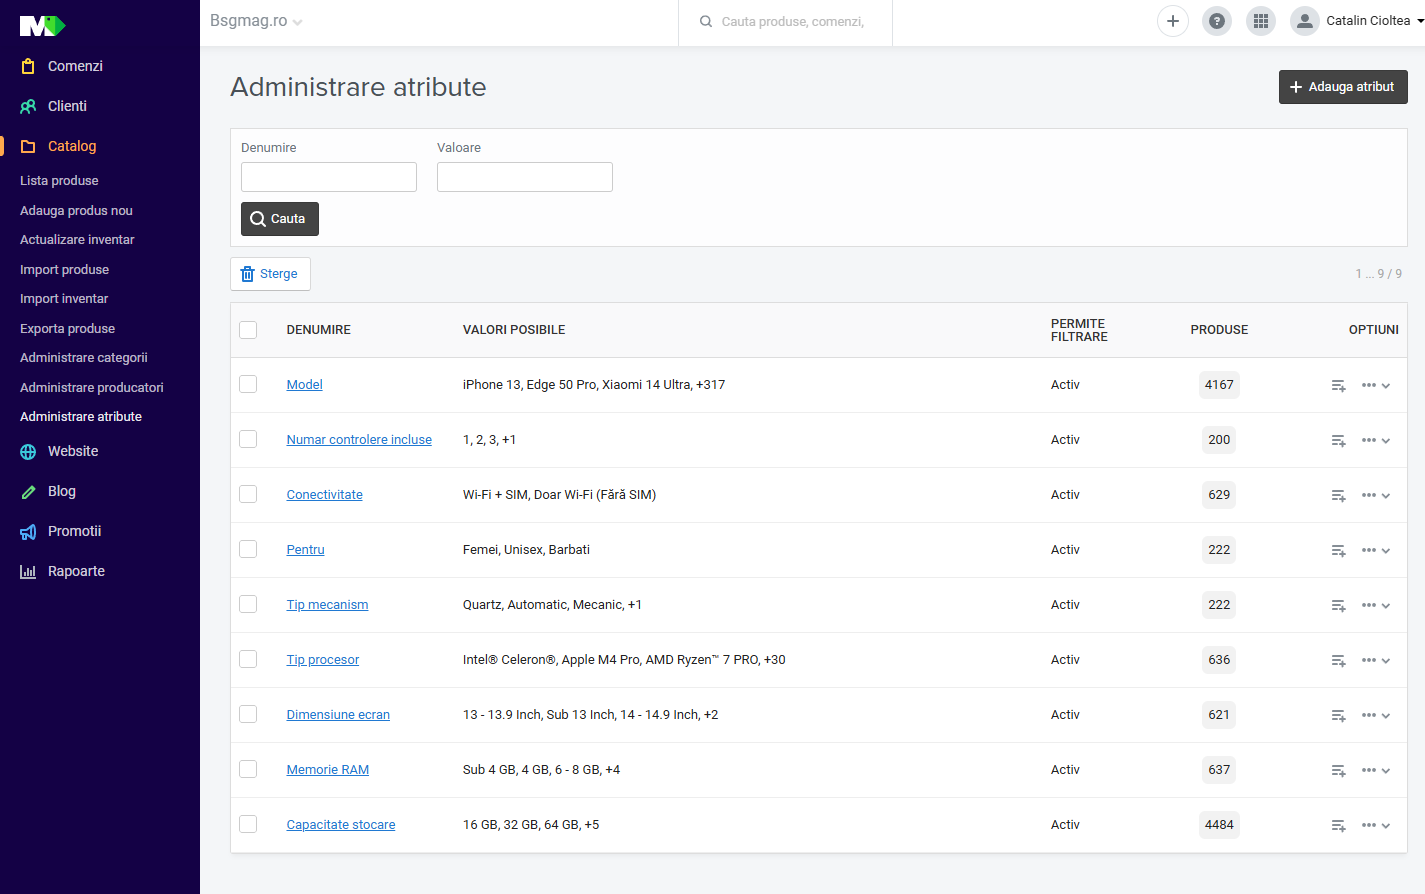 Bsgmag.ro
Cauta produse, comenzi,
Catalin Cioltea
Comenzi
Clienti
Catalog
Lista produse
Adauga produs nou
Actualizare inventar
Import produse
Import inventar
Exporta produse
Administrare categorii
Administrare producatori
Administrare atribute
Website
Blog
Promotii
Rapoarte
Administrare atribute
Adauga atribut
Denumire
Valoare
Cauta
Sterge
1 ... 9 / 9
DENUMIRE VALORI POSIBILE PERMITE FILTRARE PRODUSE OPTIUNI
Model iPhone 13, Edge 50 Pro, Xiaomi 14 Ultra, +317 Activ 4167
Numar controlere incluse 1, 2, 3, +1 Activ 200
Conectivitate Wi-Fi + SIM, Doar Wi-Fi (Fără SIM) Activ 629
Pentru Femei, Unisex, Barbati Activ 222
Tip mecanism Quartz, Automatic, Mecanic, +1 Activ 222
Tip procesor Intel® Celeron®, Apple M4 Pro, AMD Ryzen™ 7 PRO, +30 Activ 636
Dimensiune ecran 13 - 13.9 Inch, Sub 13 Inch, 14 - 14.9 Inch, +2 Activ 621
Memorie RAM Sub 4 GB, 4 GB, 6 - 8 GB, +4 Activ 637
Capacitate stocare 16 GB, 32 GB, 64 GB, +5 Activ 4484